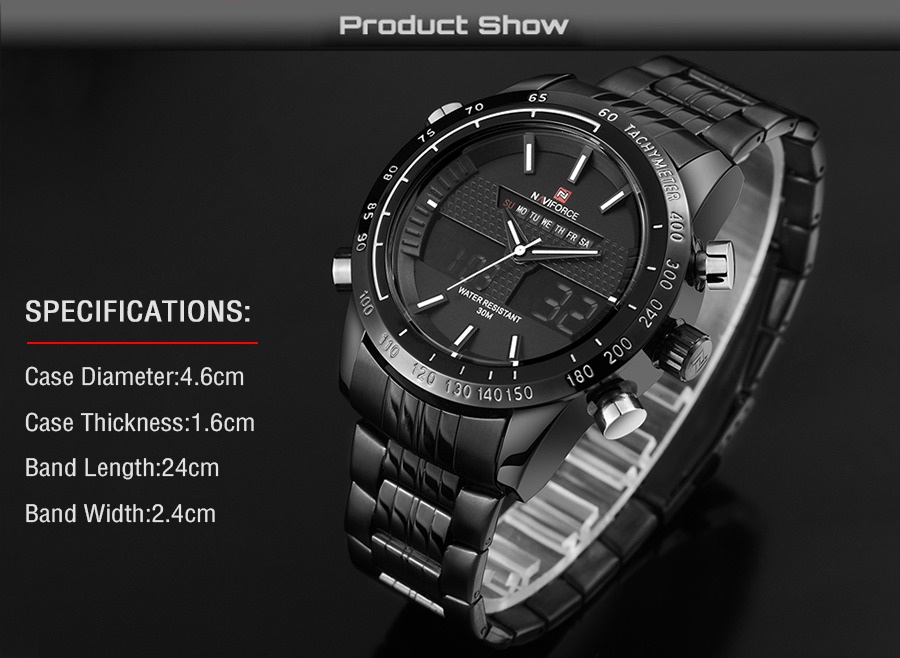 Product Show
65
60
70
75
80
85
90
100
110
120
130
140
150
180
200
240
300
400
TACHYMETER
NAVIFORCE
SU MO TU WE TH FR SA
32
WATER RESISTANT
30M
SPECIFICATIONS:
Case Diameter:4.6cm
Case Thickness:1.6cm
Band Length:24cm
Band Width:2.4cm